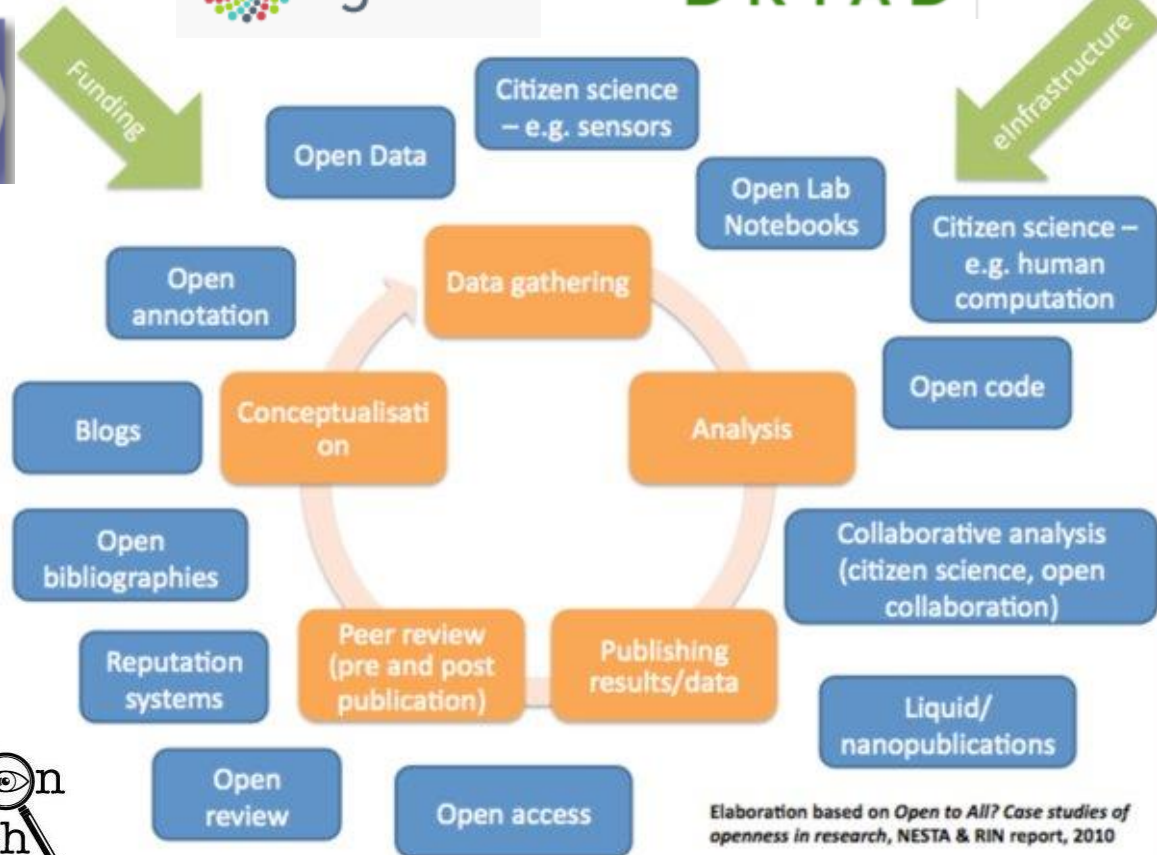 Funding
eInfrastructure
Citizen science
– e.g. sensors
Open Data
Open Lab
Notebooks
Citizen science –
e.g. human
computation
Open
annotation
Data gathering
Open code
Blogs
Conceptualisati
on
Analysis
Open
bibliographies
Collaborative analysis
(citizen science, open
collaboration)
Reputation
systems
Peer review
(pre and post
publication)
Publishing
results/data
Liquid/
nanopublications
Open
review
Open access
Elaboration based on Open to All? Case studies of
openness in research, NESTA & RIN report, 2010